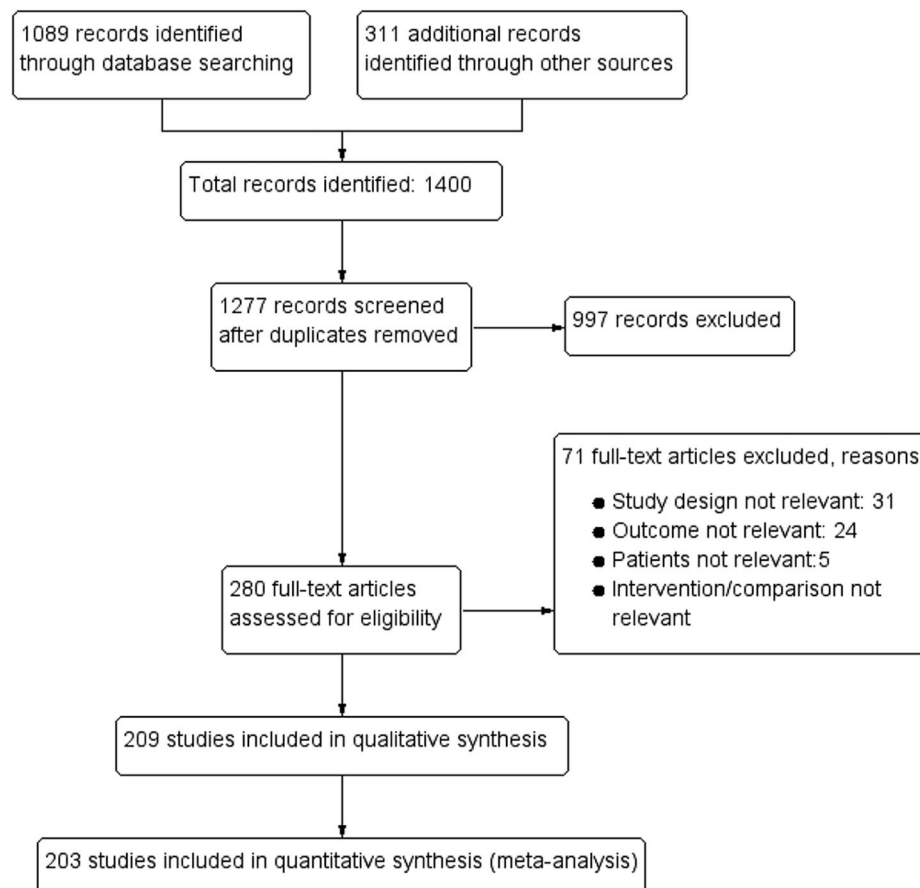 1089 records identified
through database searching
311 additional records
identified through other sources
Total records identified: 1400
1277 records screened
after duplicates removed
997 records excluded
71 full-text articles excluded, reasons
● Study design not relevant: 31
● Outcome not relevant: 24
● Patients not relevant:5
● Intervention/comparison not
relevant
280 full-text articles
assessed for eligibility
209 studies included in qualitative synthesis
203 studies included in quantitative synthesis (meta-analysis)